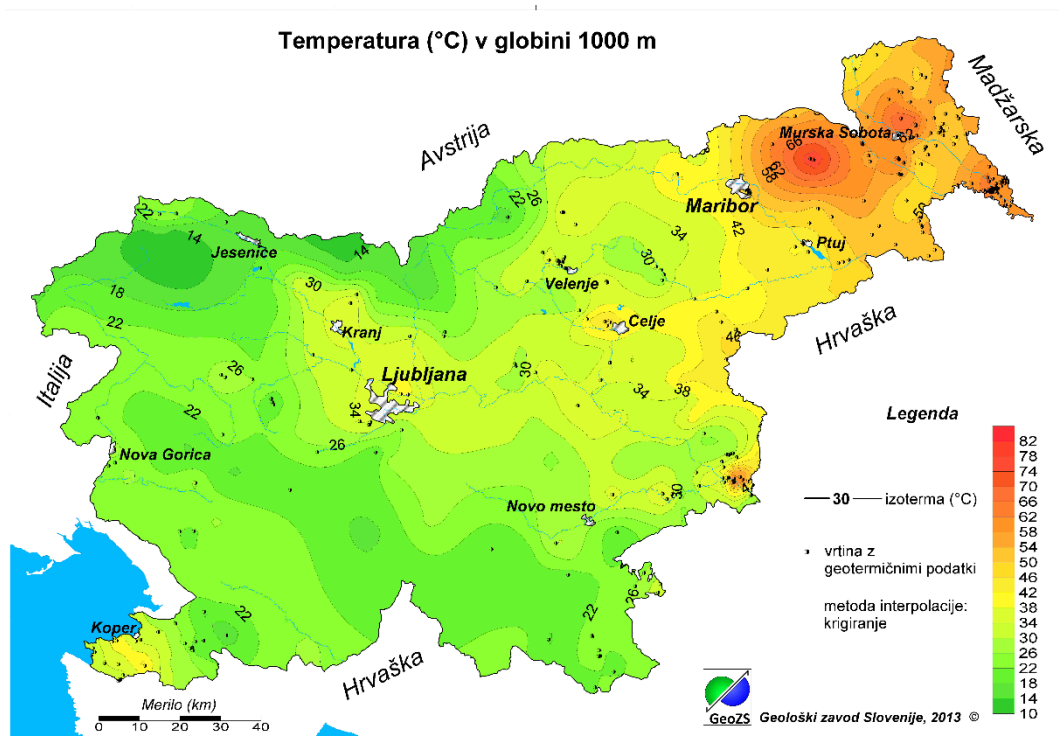 Temperatura (°C) v globini 1000 m
Madžarska
Avstrija
Murska Sobota
62
66
62
58
50
Maribor
42
22
26
22
14
Jesenice
14
34
Ptuj
30
Velenje
18
30
22
Kranj
Celje
46
Hrvaška
Italija
26
30
Ljubljana
34
38
22
34
26
Legenda
Nova Gorica
30
Novo mesto
30 izoterma (°C)
vrtina z
geotermičnimi podatki
metoda interpolacije:
krigiranje
82
78
74
70
66
62
58
54
50
46
42
38
34
30
26
22
18
14
10
26
22
22
Koper
Hrvaška
Merilo (km)
0 10 20 30 40
GeoZS
Geološki zavod Slovenije, 2013 ©